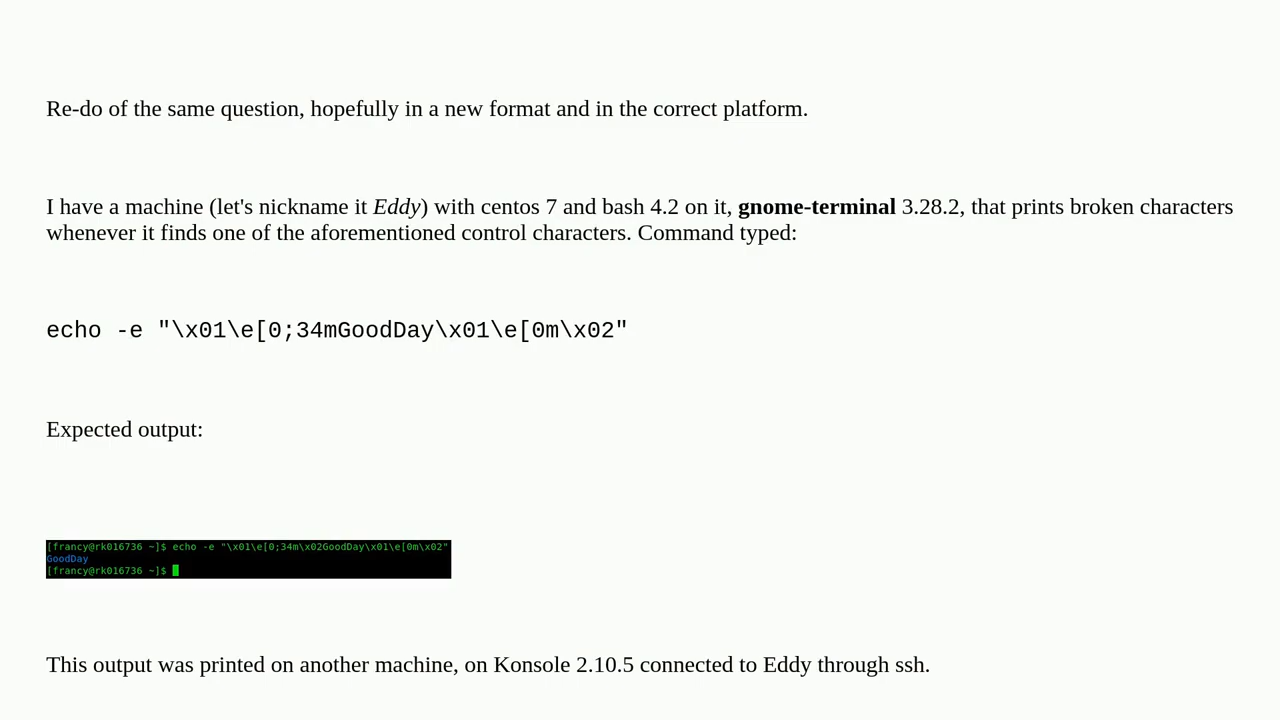 Re-do of the same question, hopefully in a new format and in the correct platform.
I have a machine (let's nickname it Eddy) with centos 7 and bash 4.2 on it, gnome-terminal 3.28.2, that prints broken characters
whenever it finds one of the aforementioned control characters. Command typed:
echo -e "\x01\e[0;34mGoodDay\x01\e[0m\x02"
Expected output:
[francy@rk016736 ~]$ echo -e "\x01\e[0;34m\x02GoodDay\x01\e[0m\x02"
GoodDay
[francy@rk016736 ~]$
This output was printed on another machine, on Konsole 2.10.5 connected to Eddy through ssh.